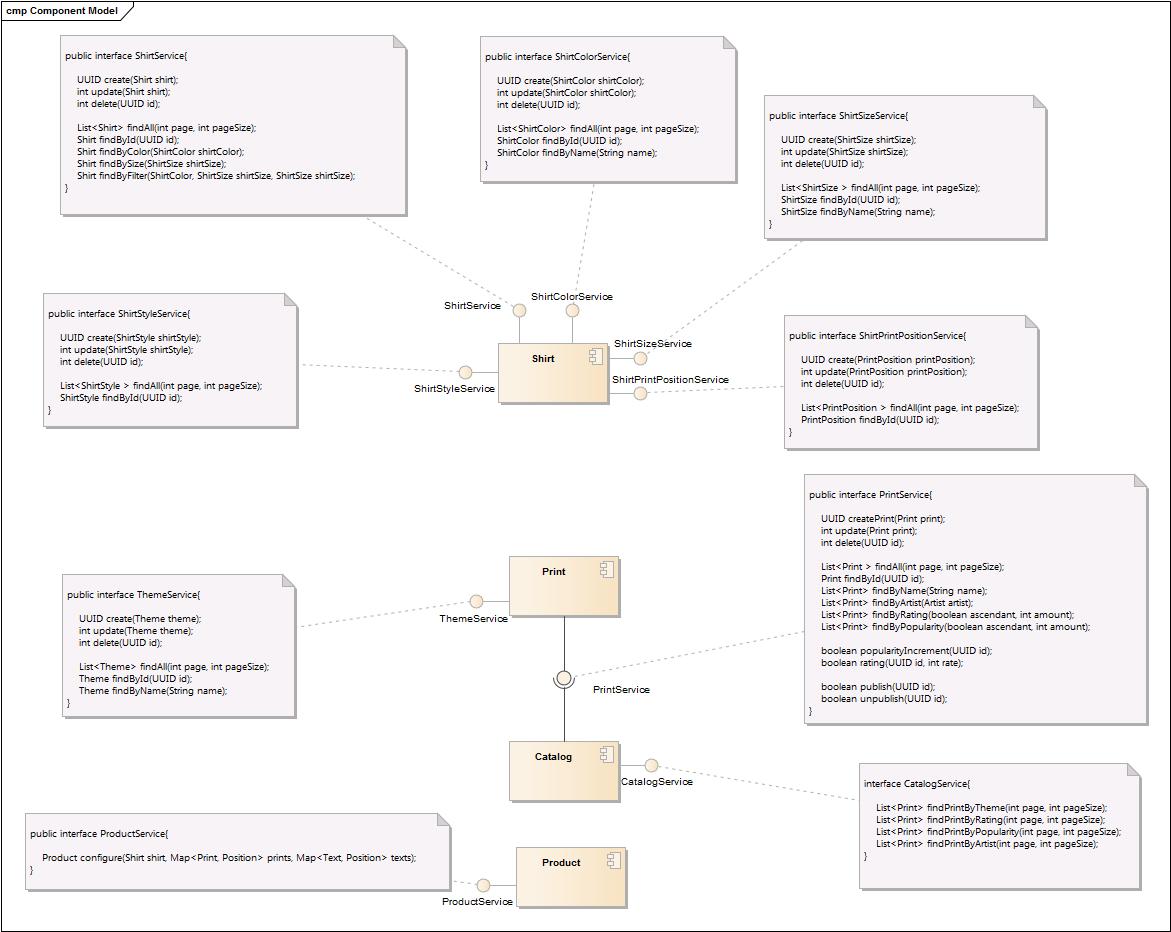 cmp Component Model
public interface ShirtService{
UUID create(Shirt shirt);
int update(Shirt shirt);
int delete(UUID id);
List<Shirt> findAll(int page, int pageSize);
Shirt findById(UUID id);
Shirt findByColor(ShirtColor shirtColor);
Shirt findBySize(ShirtSize shirtSize);
Shirt findByFilter(ShirtColor, ShirtSize shirtSize, ShirtSize shirtSize);
}
public interface ShirtColorService{
UUID create(ShirtColor shirtColor);
int update(ShirtColor shirtColor);
int delete(UUID id);
List<ShirtColor> findAll(int page, int pageSize);
ShirtColor findById(UUID id);
ShirtColor findByName(String name);
}
public interface ShirtSizeService{
UUID create(ShirtSize shirtSize);
int update(ShirtSize shirtSize);
int delete(UUID id);
List<ShirtSize > findAll(int page, int pageSize);
ShirtSize findById(UUID id);
ShirtSize findByName(String name);
}
ShirtService
ShirtColorService
ShirtSizeService
Shirt
ShirtPrintPositionService
ShirtStyleService
public interface ShirtStyleService{
UUID create(ShirtStyle shirtStyle);
int update(ShirtStyle shirtStyle);
int delete(UUID id);
List<ShirtStyle > findAll(int page, int pageSize);
ShirtStyle findById(UUID id);
}
public interface ShirtPrintPositionService{
UUID create(PrintPosition printPosition);
int update(PrintPosition printPosition);
int delete(UUID id);
List<PrintPosition > findAll(int page, int pageSize);
PrintPosition findById(UUID id);
}
public interface PrintService{
UUID createPrint(Print print);
int update(Print print);
int delete(UUID id);
List<Print > findAll(int page, int pageSize);
Print findById(UUID id);
List<Print> findByName(String name);
List<Print> findByArtist(Artist artist);
List<Print> findByRating(boolean ascendant, int amount);
List<Print> findByPopularity(boolean ascendant, int amount);
boolean popularityIncrement(UUID id);
boolean rating(UUID id, int rate);
boolean publish(UUID id);
boolean unpublish(UUID id);
}
Print
ThemeService
public interface ThemeService{
UUID create(Theme theme);
int update(Theme theme);
int delete(UUID id);
List<Theme> findAll(int page, int pageSize);
Theme findById(UUID id);
Theme findByName(String name);
}
PrintService
Catalog
CatalogService
interface CatalogService{
List<Print> findPrintByTheme(int page, int pageSize);
List<Print> findPrintByRating(int page, int pageSize);
List<Print> findPrintByPopularity(int page, int pageSize);
List<Print> findPrintByArtist(int page, int pageSize);
}
public interface ProductService{
Product configure(Shirt shirt, Map<Print, Position> prints, Map<Text, Position> texts);
}
Product
ProductService